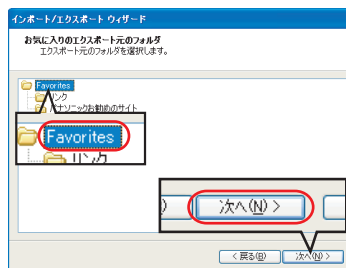 インポート/エクスポート ウィザード
お気に入りのエクスポート元のフォルダ
エクスポート元のフォルダを選択します。
Favorites
リンク
パナソニックお勧めのサイト
Favorites
リンク
次へ(N) >
< 戻る(B)
次へ(N) >